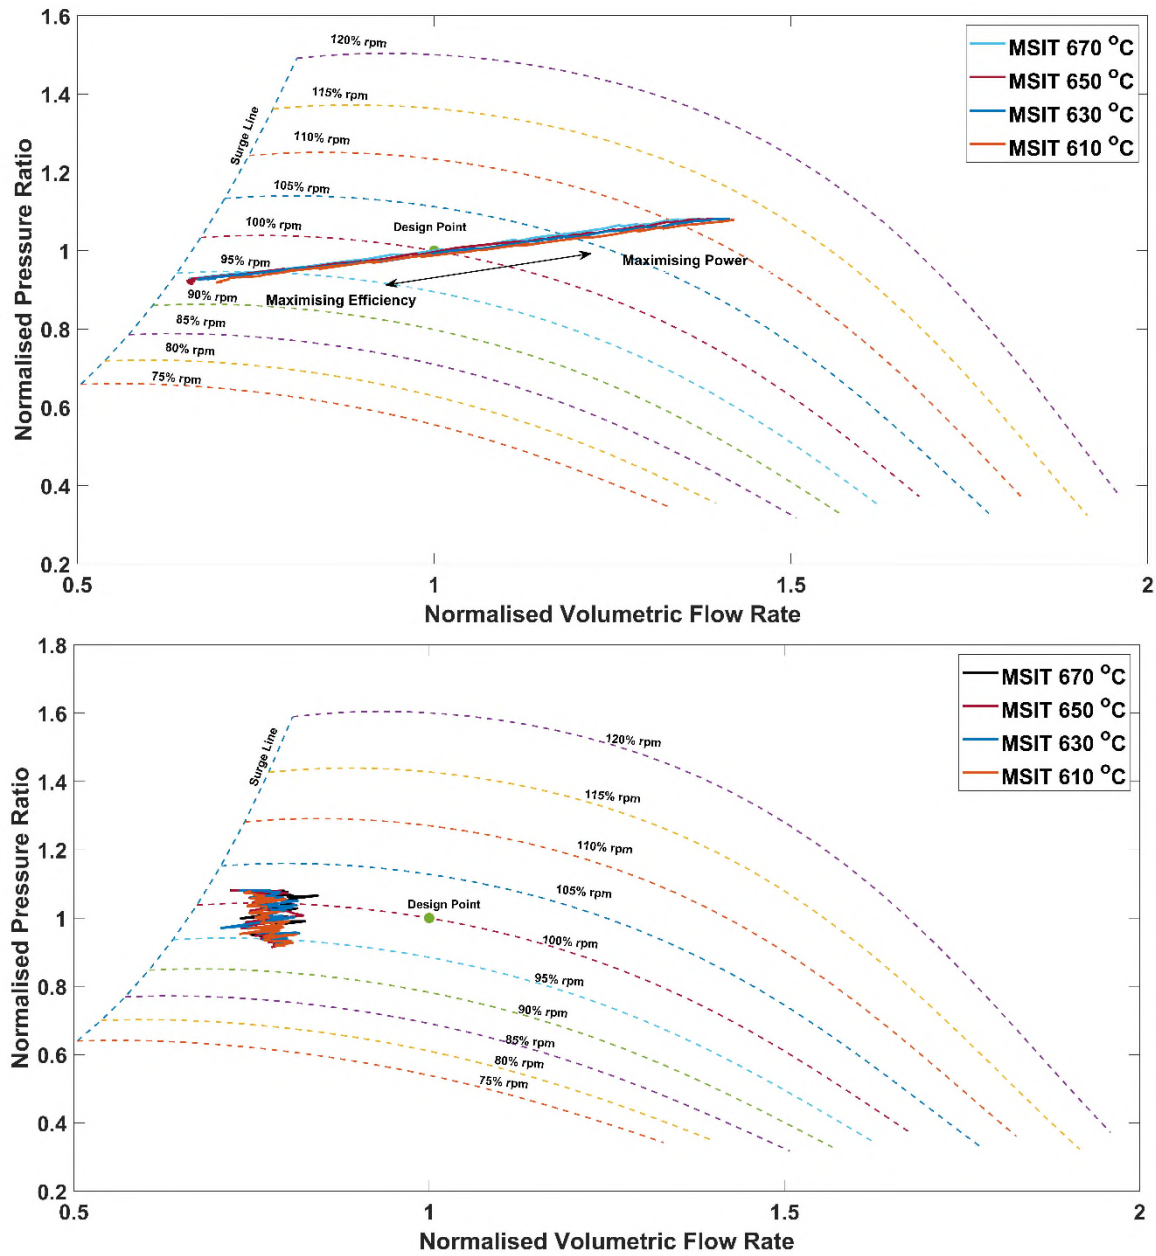 1.6
1.4
1.2
1
0.8
0.6
0.4
0.2
Normalised Pressure Ratio
120% rpm
115% rpm
110% rpm
105% rpm
100% rpm
95% rpm
90% rpm
85% rpm
80% rpm
75% rpm
Surge Line
Design Point
Maximising Power
Maximising Efficiency
MSIT 670 °C
MSIT 650 °C
MSIT 630 °C
MSIT 610 °C
0.5
1
1.5
2
Normalised Volumetric Flow Rate
1.8
1.6
1.4
1.2
1
0.8
0.6
0.4
0.2
Normalised Pressure Ratio
Surge Line
120% rpm
115% rpm
110% rpm
105% rpm
Design Point
100% rpm
95% rpm
90% rpm
85% rpm
80% rpm
75% rpm
MSIT 670 °C
MSIT 650 °C
MSIT 630 °C
MSIT 610 °C
0.5
1
1.5
2
Normalised Volumetric Flow Rate